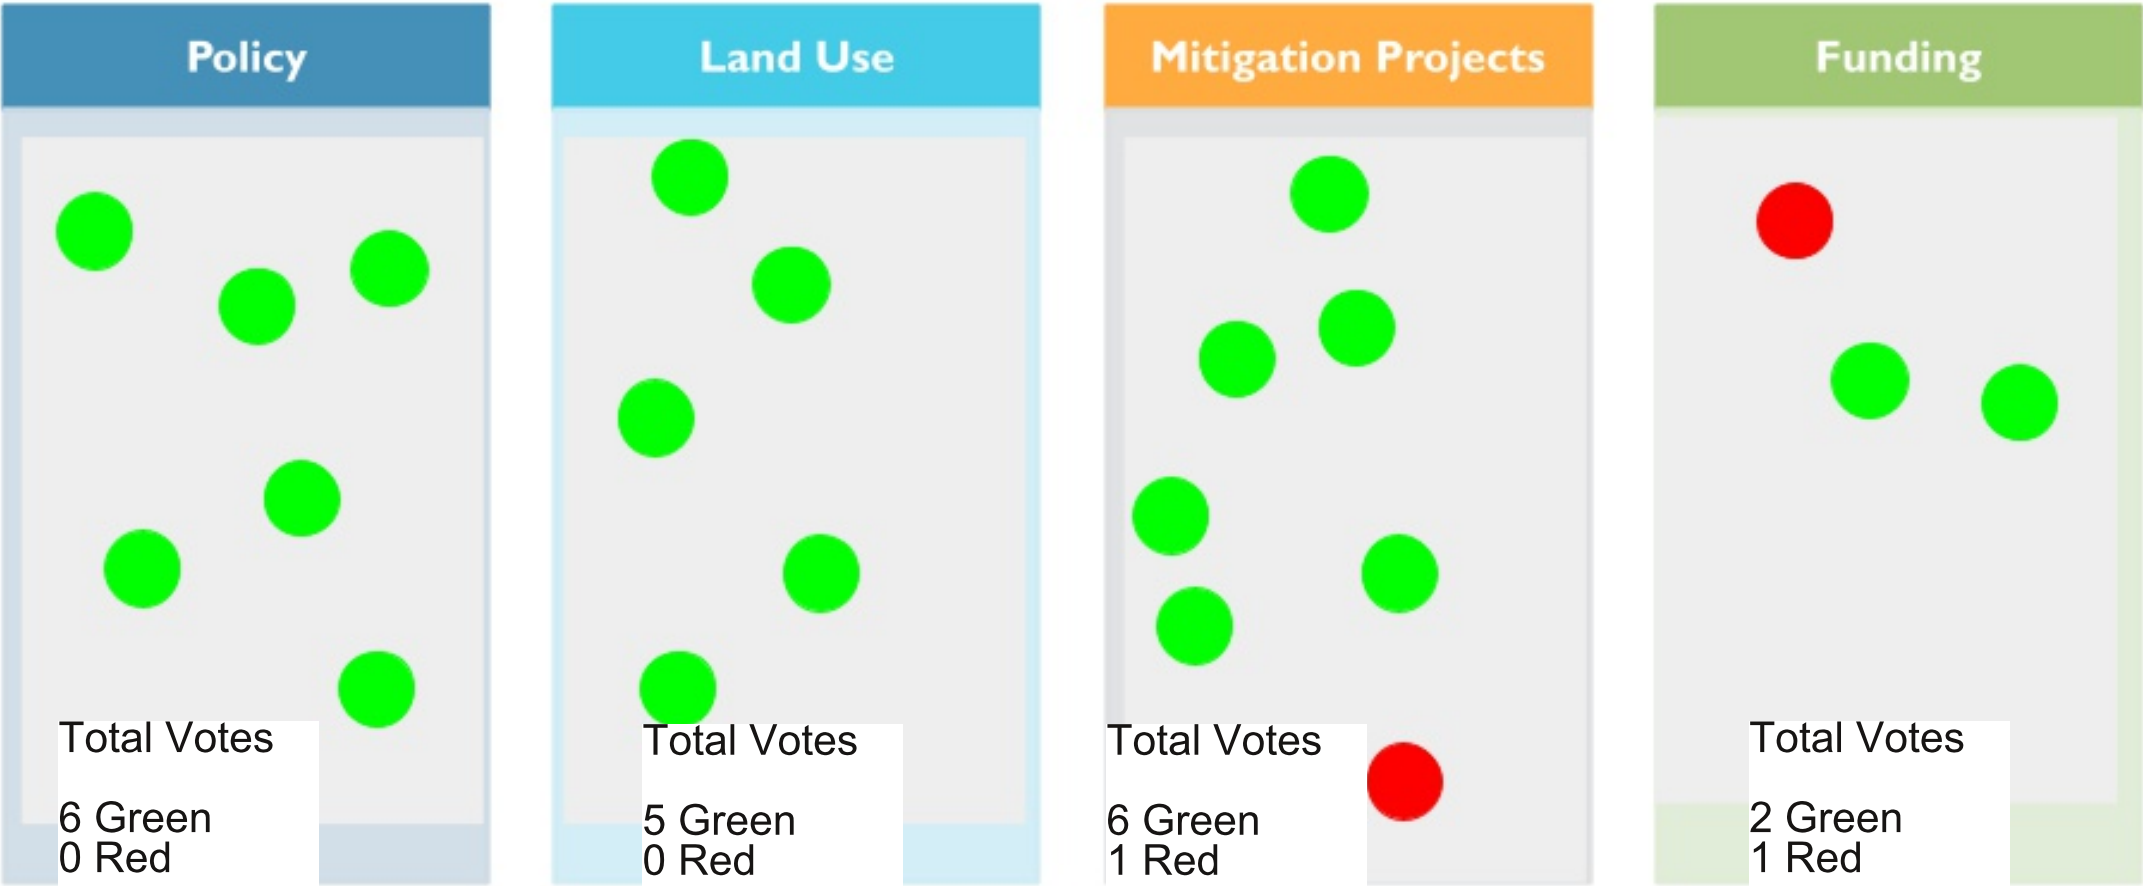 Policy
Total Votes
6 Green
0 Red
Land Use
Total Votes
5 Green
0 Red
Mitigation Projects
Total Votes
6 Green
1 Red
Funding
Total Votes
2 Green
1 Red